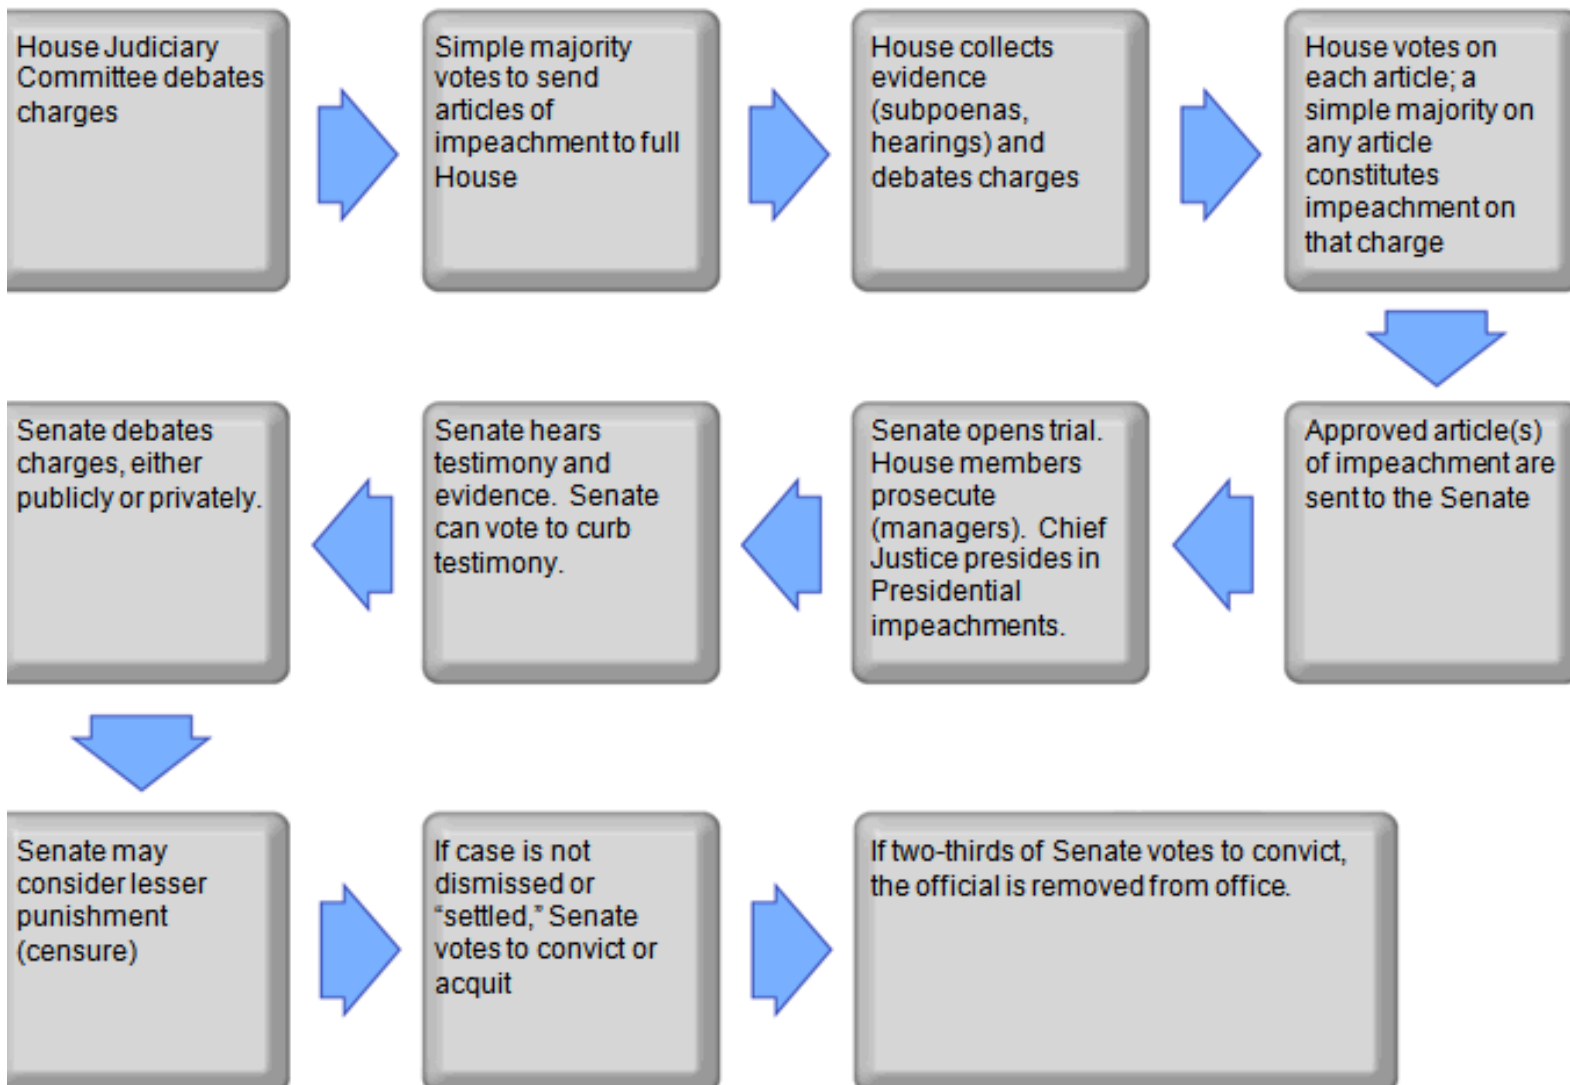 House Judiciary
Committee debates
charges
Simple majority
votes to send
articles of
impeachment to full
House
House collects
evidence
(subpoenas,
hearings) and
debates charges
House votes on
each article; a
simple majority on
any article
constitutes
impeachment on
that charge
Approved article(s)
of impeachment are
sent to the Senate
Senate opens trial.
House members
prosecute
(managers).  Chief
Justice presides in
Presidential
impeachments.
Senate hears
testimony and
evidence.  Senate
can vote to curb
testimony.
Senate debates
charges, either
publicly or privately.
Senate may
consider lesser
punishment
(censure)
If case is not
dismissed or
“settled,” Senate
votes to convict or
acquit
If two-thirds of Senate votes to convict,
the official is removed from office.